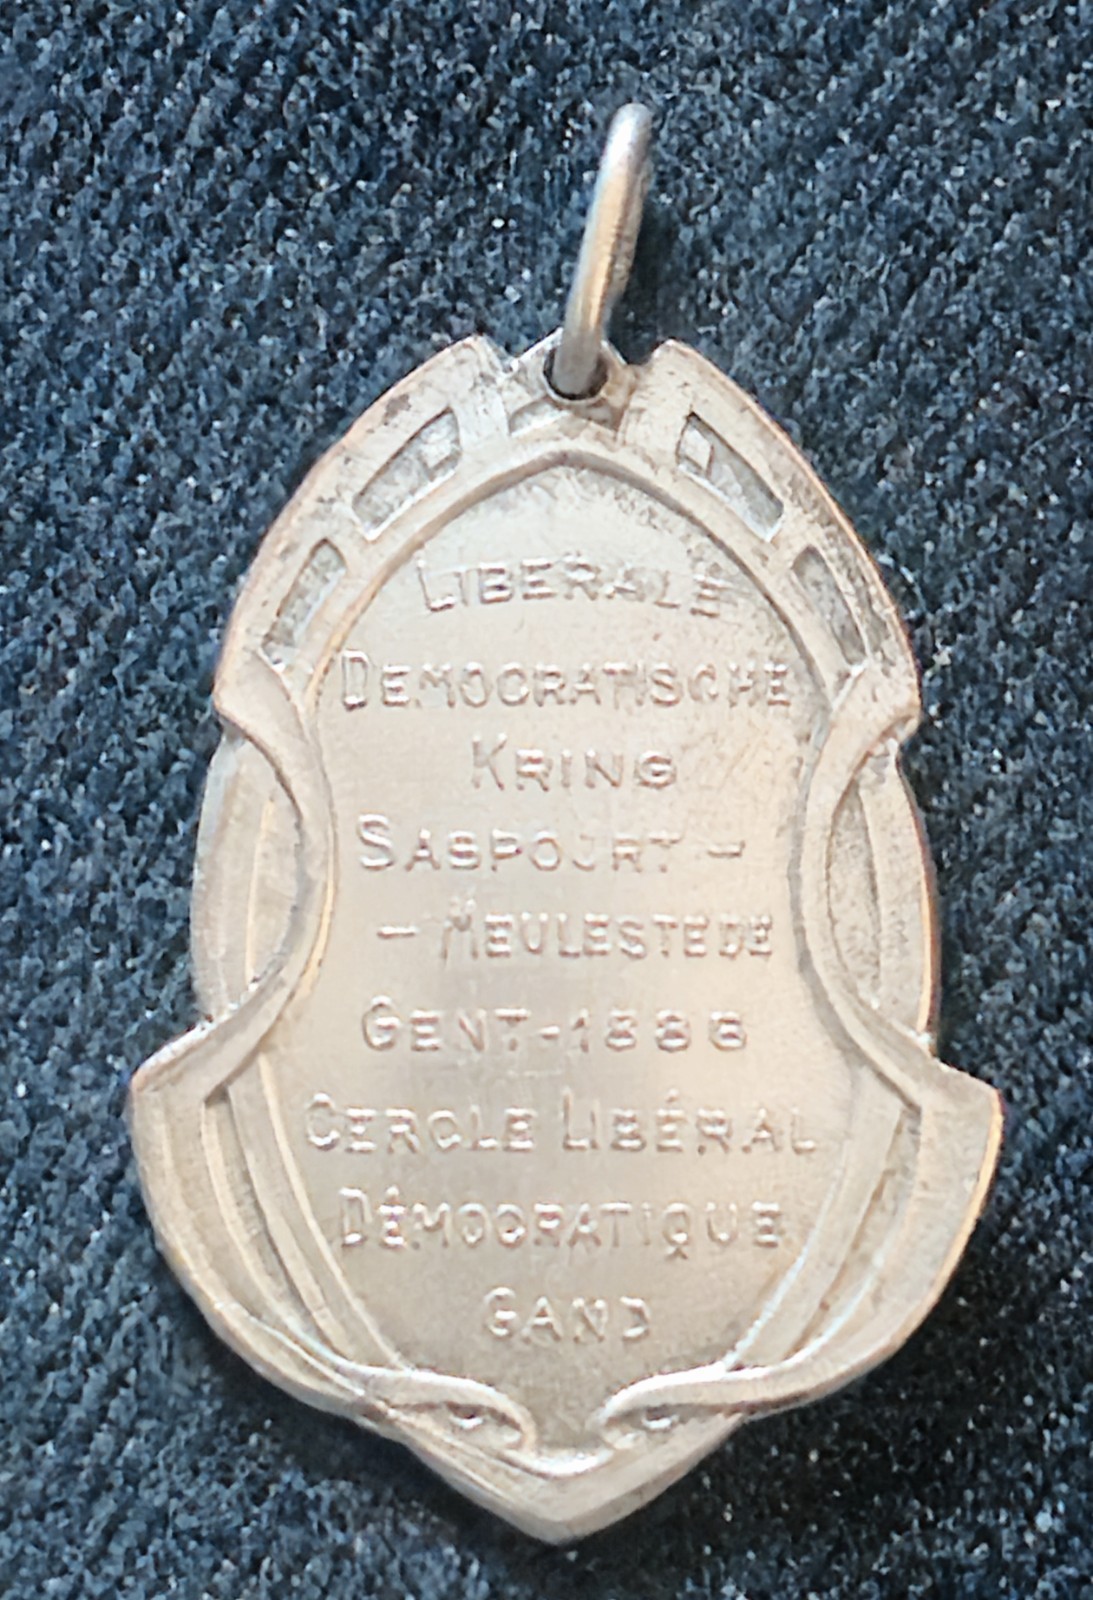 LIBERALE
DEMOCRATISCHE
KRING
SASPOORT -
- MEULESTEDE
GENT-1886
CERCLE LIBÉRAL
DÉMOCRATIQUE
GAND